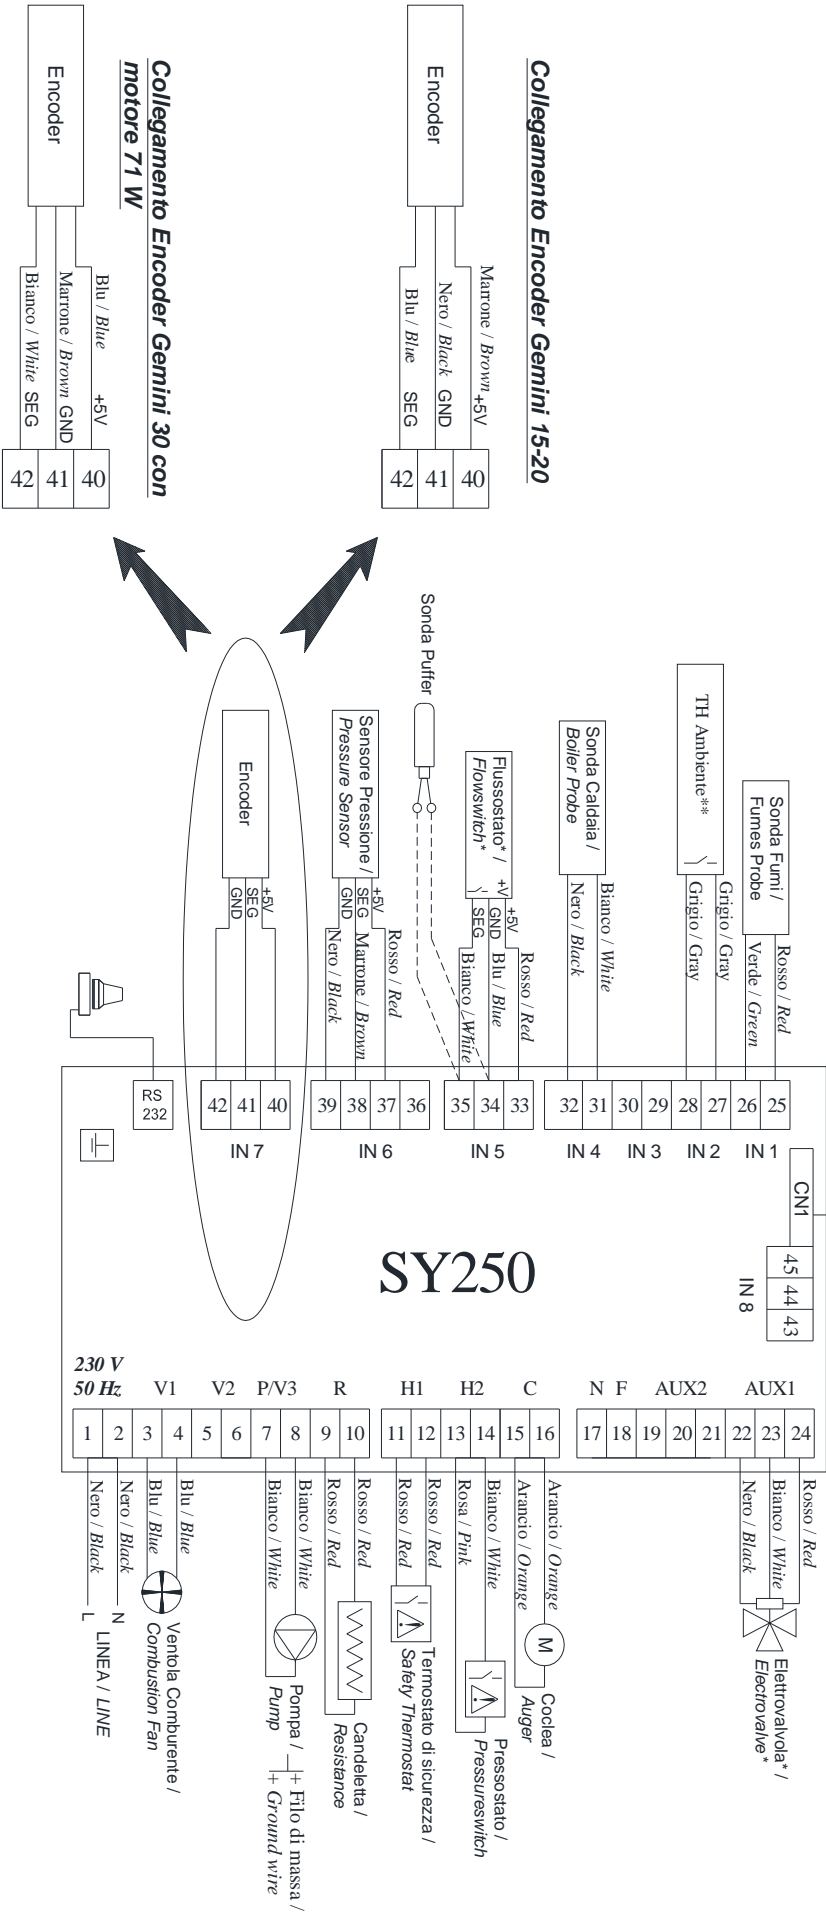 Collegamento Encoder Gemini 30 con
motore 71 W
Encoder
Blu / Blue +5V
Marrone / Brown GND
Bianco / White SEG
42 41 40
Collegamento Encoder Gemini 15-20
Encoder
Marrone / Brown +5V
Nero / Black GND
Blu / Blue SEG
42 41 40
Encoder
+5V
SEG
GND
Sensore Pressione /
Pressure Sensor
+5V
SEG
GND
Rosso / Red
Marrone / Brown
Nero / Black
Sonda Puffer
Flussostato* /
Flowswitch*
+V
+5V
GND
SEG
Rosso / Red
Blu / Blue
Bianco / White
Sonda Caldaia /
Boiler Probe
Bianco / White
Nero / Black
TH Ambiente**
Grigio / Gray
Grigio / Gray
Sonda Fumi /
Fumes Probe
Rosso / Red
Verde / Green
RS
232
42 41 40
39 38 37 36
35 34 33
32 31 30 29 28 27 26 25
IN 7
IN 6
IN 5
IN 4
IN 3
IN 2
IN 1
CN1
45 44 43
IN 8
SY250
230 V
50 Hz
V1
V2
P/V3
R
H1
H2
C
N
F
AUX2
AUX1
1 2 3 4 5 6 7 8 9 10
11 12 13 14 15 16
17 18 19 20 21 22 23 24
Nero / Black
Nero / Black
L
N
LINEA / LINE
Blu / Blue
Blu / Blue
Ventola Comburente /
Combustion Fan
Bianco / White
Bianco / White
Pompa /
Pump
+ Filo di massa /
+ Ground wire
Rosso / Red
Rosso / Red
Candeletta /
Resistance
Rosso / Red
Rosso / Red
Termostato di sicurezza /
Safety Thermostat
Rosa / Pink
Bianco / White
Pressostato /
Pressureswitch
Arancio / Orange
Arancio / Orange
M
Coclea /
Auger
Nero / Black
Bianco / White
Rosso / Red
Elettrovalvola* /
Electrovalve*